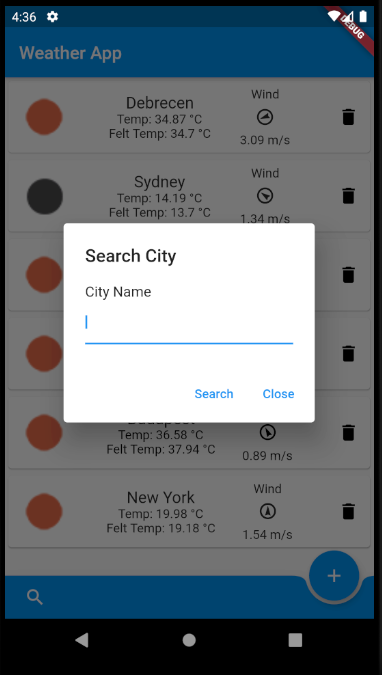 4:36
DEBUG
Weather App
Debrecen
Temp: 34.87 °C
Felt Temp: 34.7 °C
Wind
3.09 m/s
Sydney
Temp: 14.19 °C
Felt Temp: 13.7 °C
Wind
1.34 m/s
Search City
City Name
Search
Close
Temp: 36.58 °C
Felt Temp: 37.94 °C
0.89 m/s
New York
Temp: 19.98 °C
Felt Temp: 19.18 °C
Wind
1.54 m/s